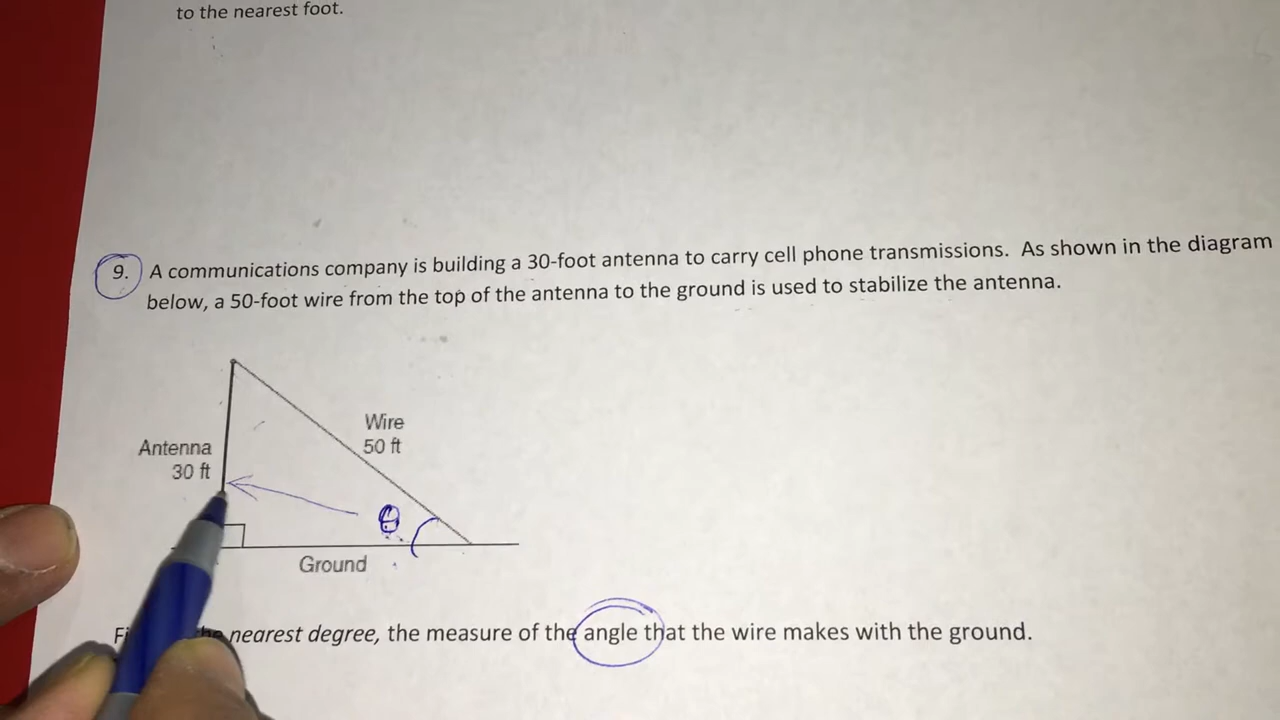 to the nearest foot.
9. A communications company is building a 30-foot antenna to carry cell phone transmissions. As shown in the diagram
below, a 50-foot wire from the top of the antenna to the ground is used to stabilize the antenna.
Wire
50 ft
Antenna
30 ft
θ
Ground
nearest degree, the measure of the angle that the wire makes with the ground.